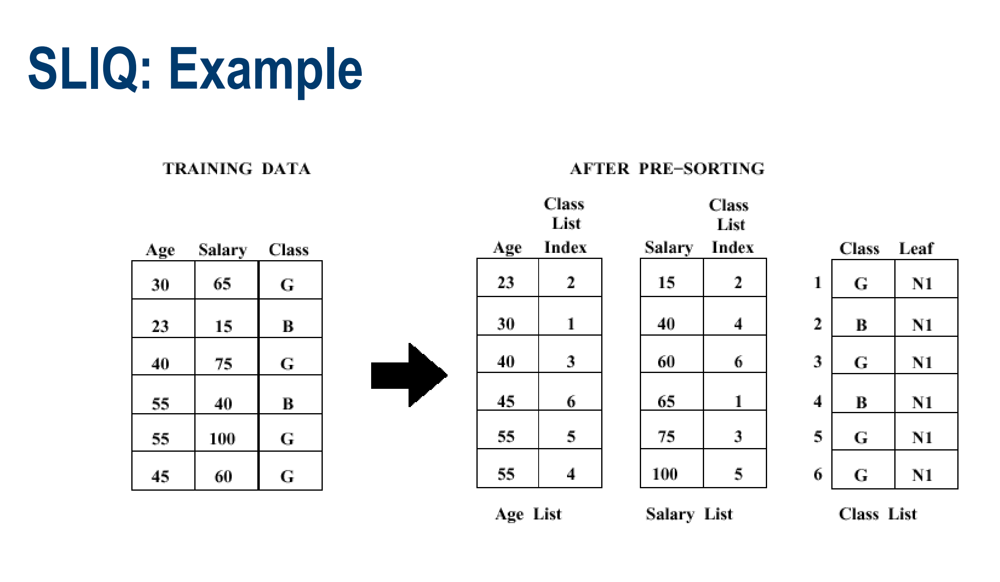 SLIQ: Example
TRAINING DATA
Age Salary Class
30 65 G
23 15 B
40 75 G
55 40 B
55 100 G
45 60 G
AFTER PRE-SORTING
Class Class
List List
Age Index Salary Index Class Leaf
23 2 15 2 1 G N1
30 1 40 4 2 B N1
40 3 60 6 3 G N1
45 6 65 1 4 B N1
55 5 75 3 5 G N1
55 4 100 5 6 G N1
Age List Salary List Class List